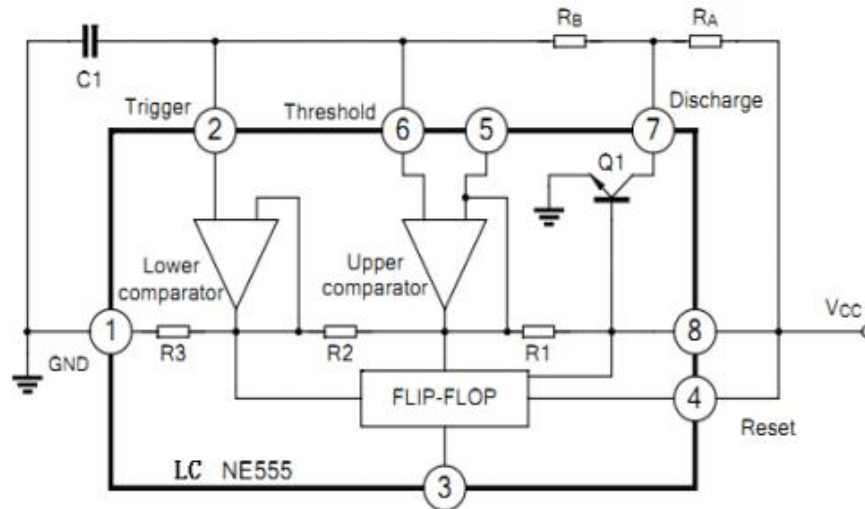 RB
RA
C1
Trigger
Threshold
Discharge
2
6
5
7
Q1
Lower
comparator
Upper
comparator
1
R3
R2
R1
8
VCC
GND
FLIP-FLOP
4
Reset
LC NE555
3